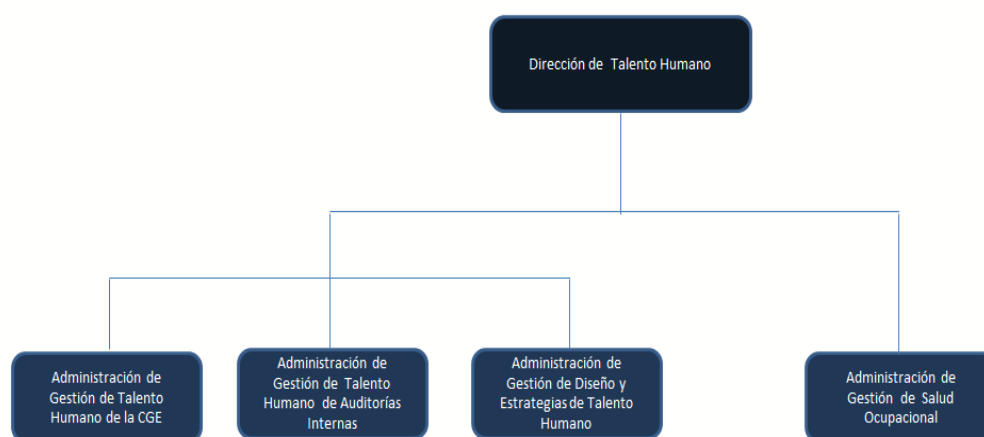 Dirección de Talento Humano
Administración de
Gestión de Talento
Humano de la CGE
Administración de
Gestión de Talento
Humano de Auditorías
Internas
Administración de
Gestión de Diseño y
Estrategias de Talento
Humano
Administración de
Gestión de Salud
Ocupacional